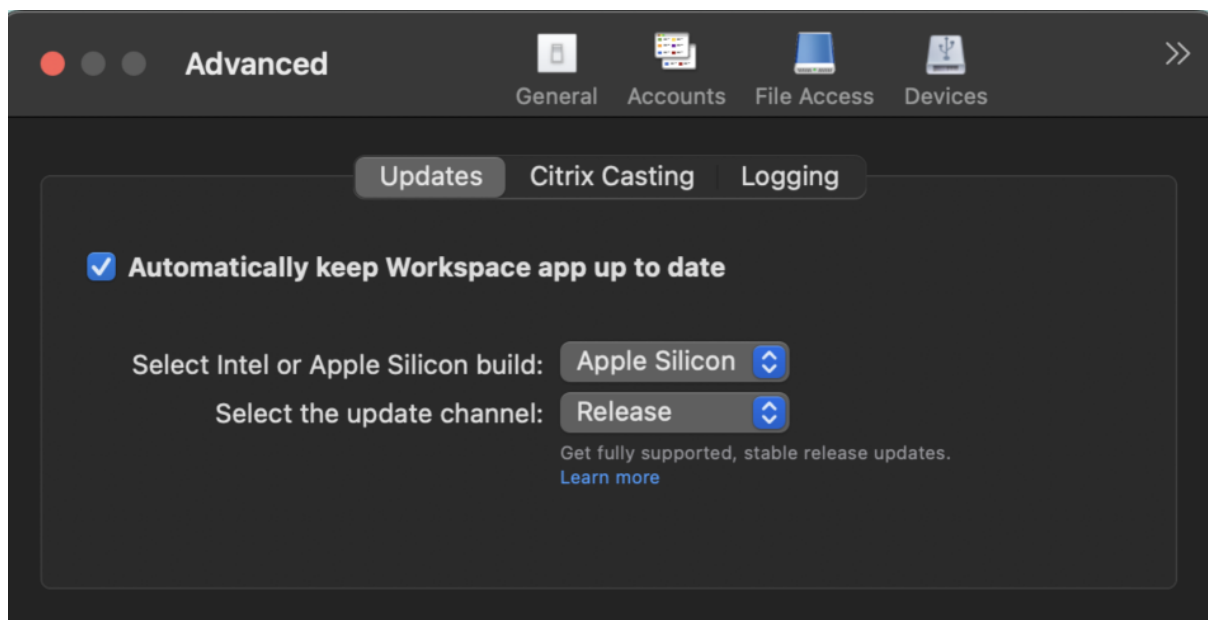 Advanced
General Accounts File Access Devices
Updates Citrix Casting Logging
Automatically keep Workspace app up to date
Select Intel or Apple Silicon build: Apple Silicon
Select the update channel: Release
Get fully supported, stable release updates.
Learn more